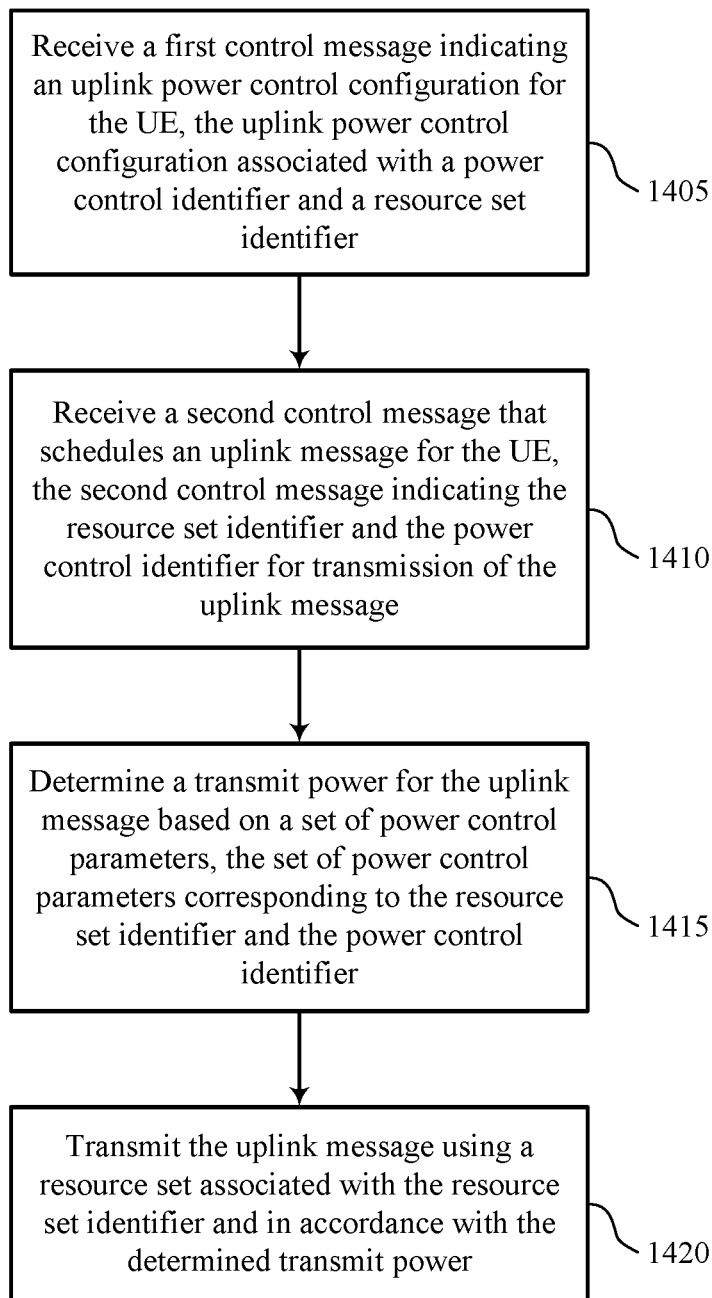 Receive a first control message indicating
an uplink power control configuration for
the UE, the uplink power control
configuration associated with a power
control identifier and a resource set
identifier
1405
Receive a second control message that
schedules an uplink message for the UE,
the second control message indicating the
resource set identifier and the power
control identifier for transmission of the
uplink message
1410
Determine a transmit power for the uplink
message based on a set of power control
parameters, the set of power control
parameters corresponding to the resource
set identifier and the power control
identifier
1415
Transmit the uplink message using a
resource set associated with the resource
set identifier and in accordance with the
determined transmit power
1420